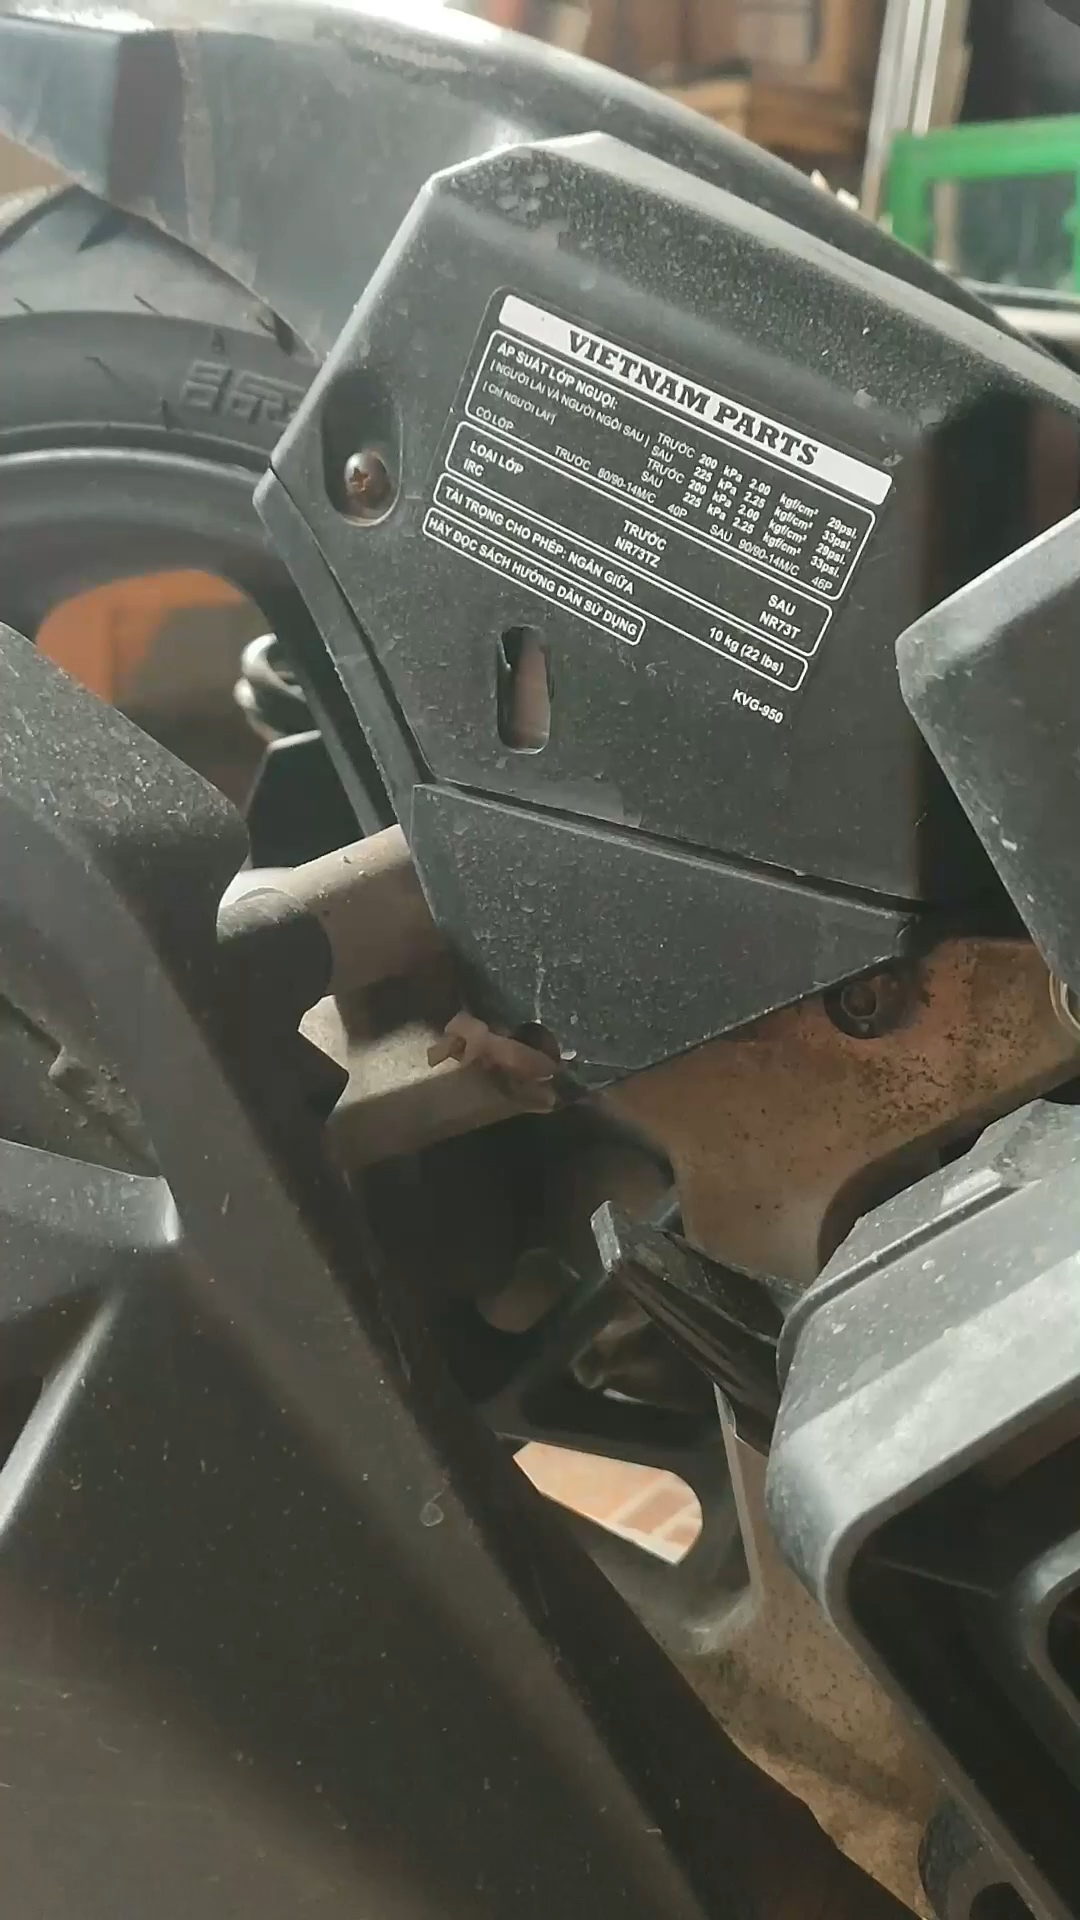 VIETNAM PARTS
ÁP SUẤT LỐP NGUỘI:
[ NGƯỜI LÁI VÀ NGƯỜI NGỒI SAU ] TRƯỚC 200 kPa 2.00 kgf/cm² 29psi.
SAU 225 kPa 2.25 kgf/cm² 33psi.
[ CHỈ NGƯỜI LÁI ] TRƯỚC 200 kPa 2.00 kgf/cm² 29psi.
SAU 225 kPa 2.25 kgf/cm² 33psi.
CỠ LỐP TRƯỚC 80/90-14M/C 40P SAU 90/90-14M/C 46P
LOẠI LỐP TRƯỚC SAU
IRC NR73TZ NR73T
TẢI TRỌNG CHO PHÉP: NGĂN GIỮA 10 kg (22 lbs)
HÃY ĐỌC SÁCH HƯỚNG DẪN SỬ DỤNG
KVG-950